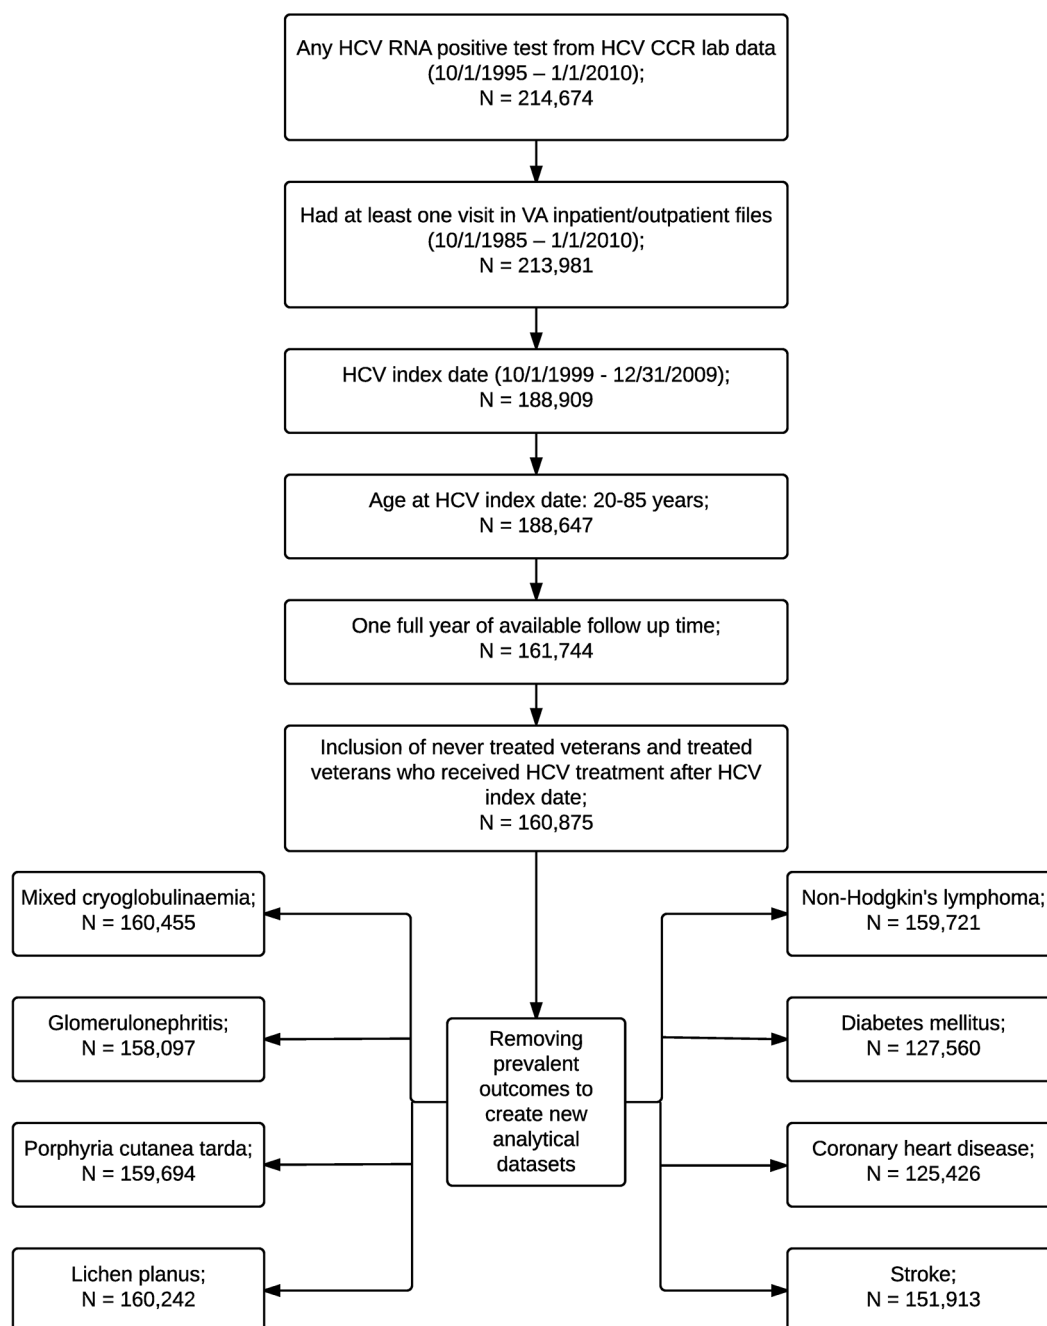 Any HCV RNA positive test from HCV CCR lab data
(10/1/1995 – 1/1/2010);
N = 214,674
Had at least one visit in VA inpatient/outpatient files
(10/1/1985 – 1/1/2010);
N = 213,981
HCV index date (10/1/1999 - 12/31/2009);
N = 188,909
Age at HCV index date: 20-85 years;
N = 188,647
One full year of available follow up time;
N = 161,744
Inclusion of never treated veterans and treated
veterans who received HCV treatment after HCV
index date;
N = 160,875
Mixed cryoglobulinaemia;
N = 160,455
Glomerulonephritis;
N = 158,097
Porphyria cutanea tarda;
N = 159,694
Lichen planus;
N = 160,242
Removing
prevalent
outcomes to
create new
analytical
datasets
Non-Hodgkin's lymphoma;
N = 159,721
Diabetes mellitus;
N = 127,560
Coronary heart disease;
N = 125,426
Stroke;
N = 151,913